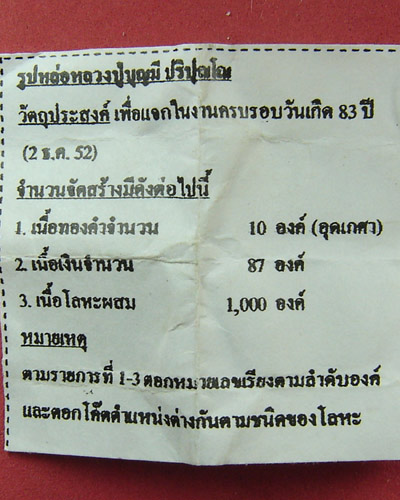 รูปหล่อหลวงปู่บุญมี ปริปุณโณ
วัตถุประสงค์ เพื่อแจกในงานครบรอบวันเกิด 83 ปี
(2 ธ.ค. 52)
จำนวนจัดสร้างมีดังต่อไปนี้
1. เนื้อทองคำจำนวน 10 องค์ (อุดเกศา)
2. เนื้อเงินจำนวน 87 องค์
3. เนื้อโลหะผสม 1,000 องค์
หมายเหตุ
ตามรายการที่ 1-3 ตอกหมายเลขเรียงตามลำดับองค์
และตอกโค๊ตตำแหน่งต่างกันตามชนิดของโลหะ